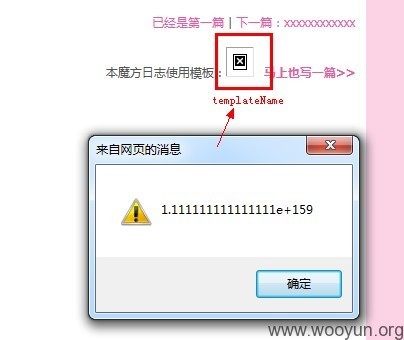 已经是第一篇 | 下一篇：xxxxxxxxxxxx
本魔方日志使用模板： 马上也写一篇>>
templateName
来自网页的消息
1.111111111111111e+159
确定
www.wooyun.org